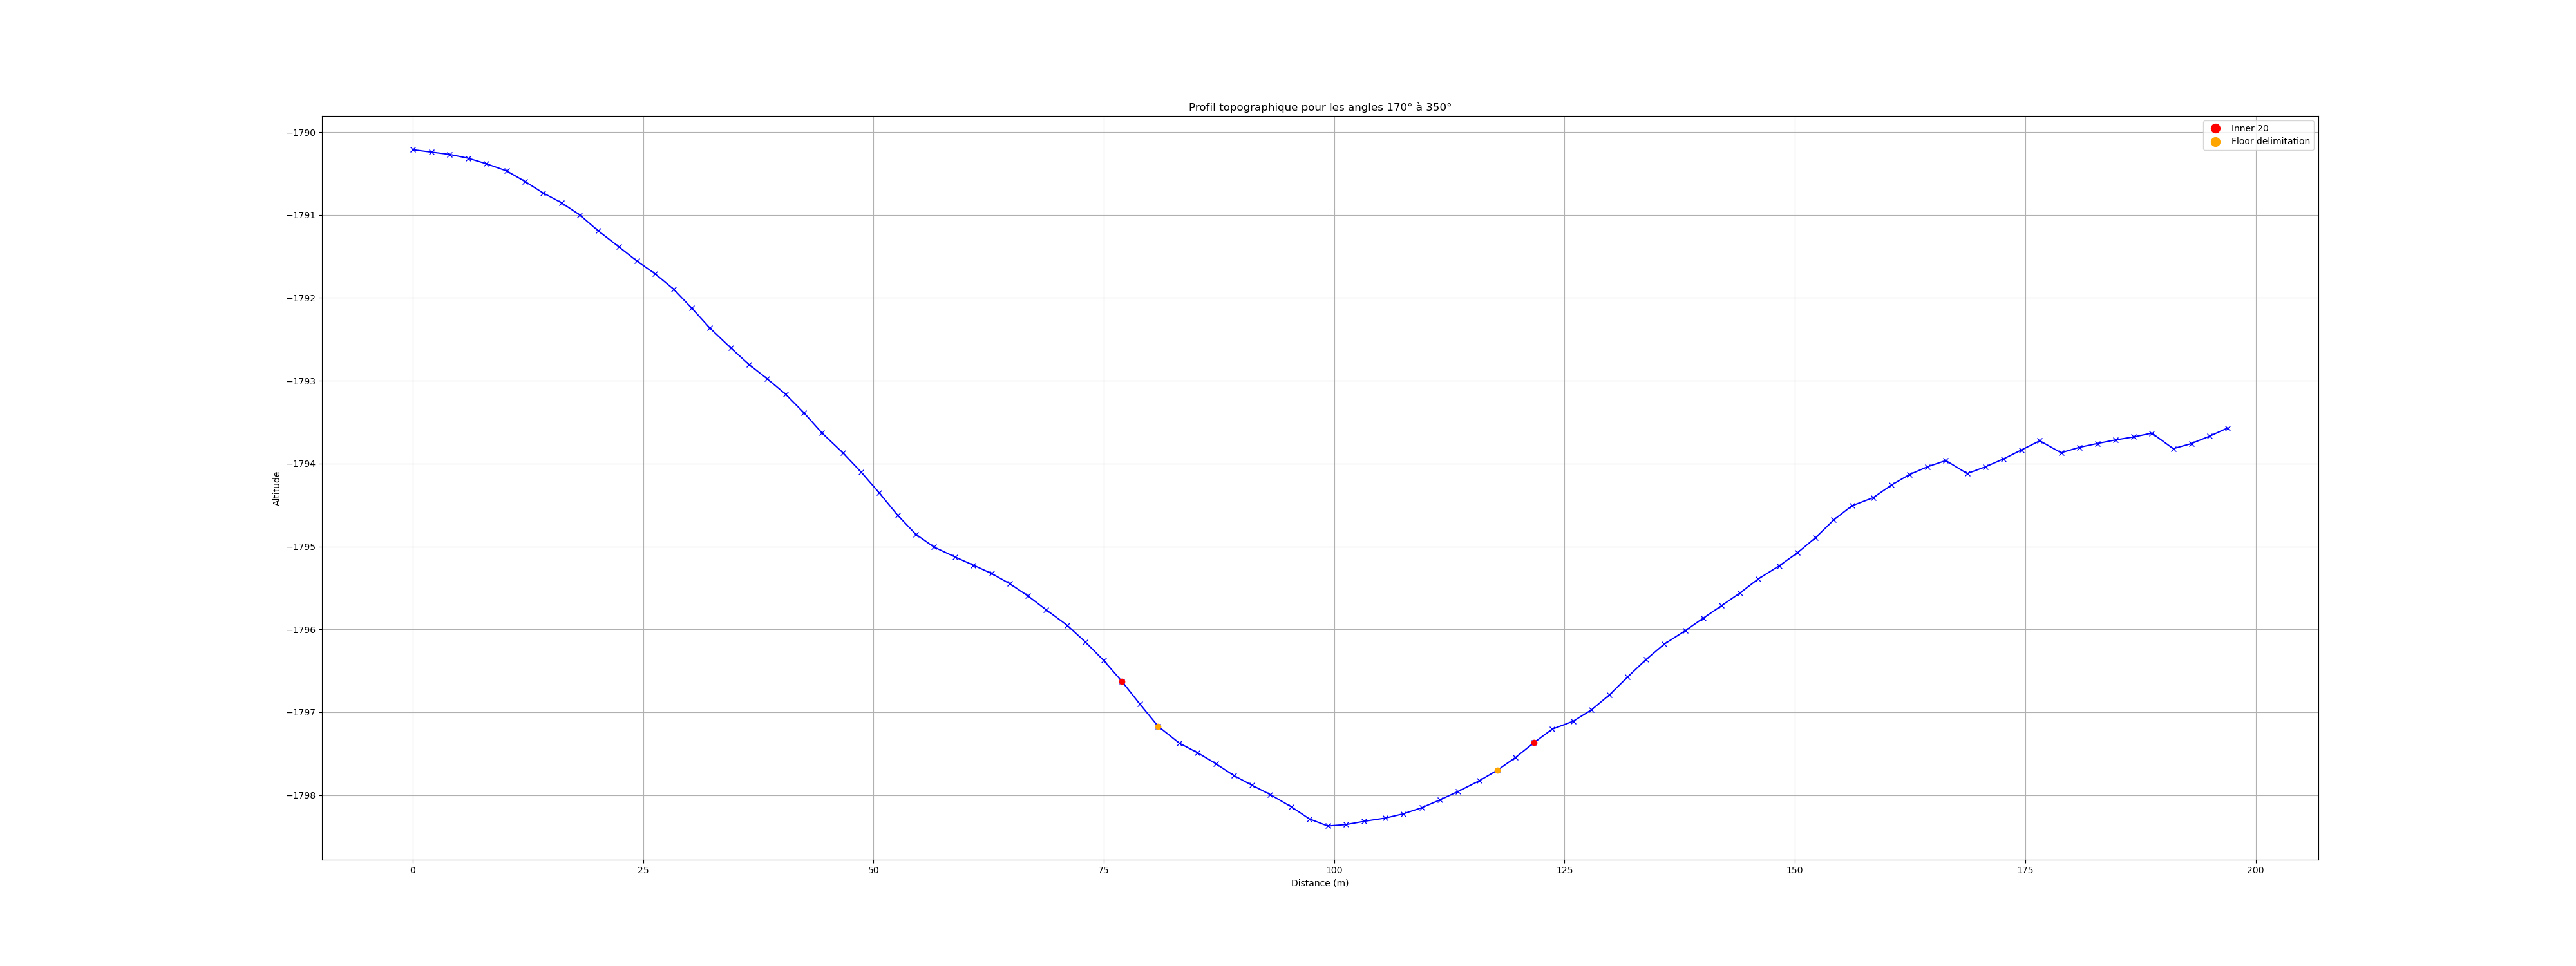 Profil topographique pour les angles 170° à 350°
Inner 20
Floor delimitation
Altitude
−1790
−1791
−1792
−1793
−1794
−1795
−1796
−1797
−1798
0 25 50 75 100 125 150 175 200
Distance (m)